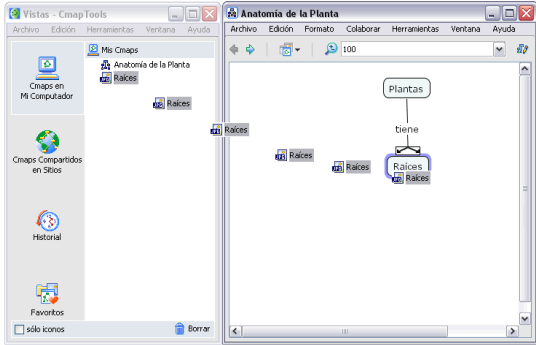 Vistas - CmapTools
Archivo Edición Herramientas Ventana Ayuda
Cmaps en
Mi Computador
Cmaps Compartidos
en Sitios
Historial
Favoritos
Mis Cmaps
Anatomía de la Planta
Raíces
Raíces
Raíces
Raíces
Raíces
sólo iconos
Borrar
Anatomía de la Planta
Archivo Edición Formato Colaborar Herramientas Ventana Ayuda
100
Plantas
tiene
Raíces
Raíces